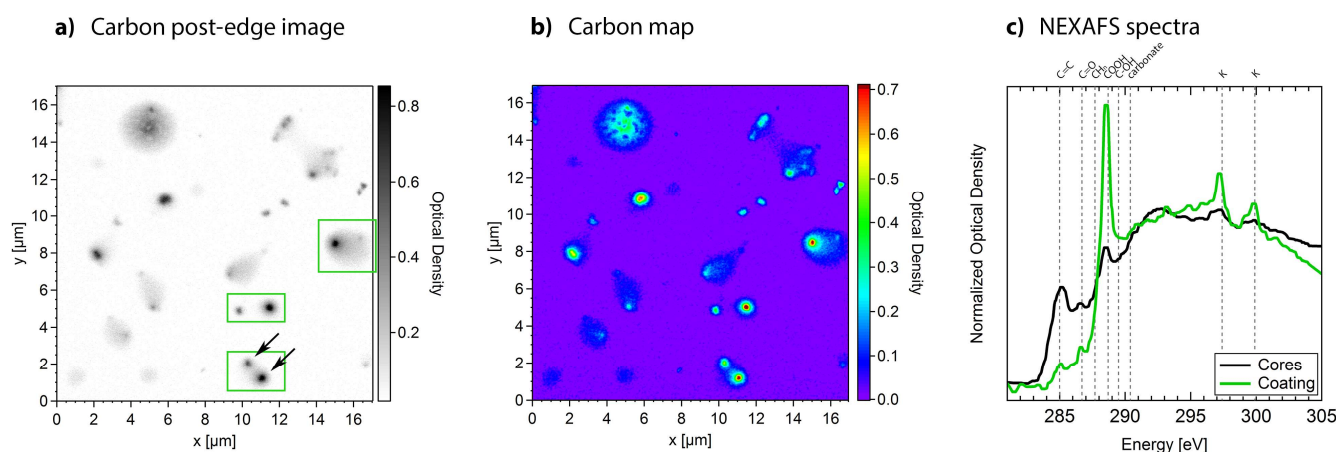 a) Carbon post-edge image
b) Carbon map
c) NEXAFS spectra
16
14
12
10
8
6
4
2
0
y [µm]
0 2 4 6 8 10 12 14 16
x [µm]
0.8
0.6
0.4
0.2
Optical Density
16
14
12
10
8
6
4
2
0
y [µm]
0 2 4 6 8 10 12 14 16
x [µm]
0.7
0.6
0.5
0.4
0.3
0.2
0.1
0.0
Optical Density
C=C C=O COOH C-OH carbonate K K
Normalized Optical Density
Cores
Coating
285 290 295 300 305
Energy [eV]